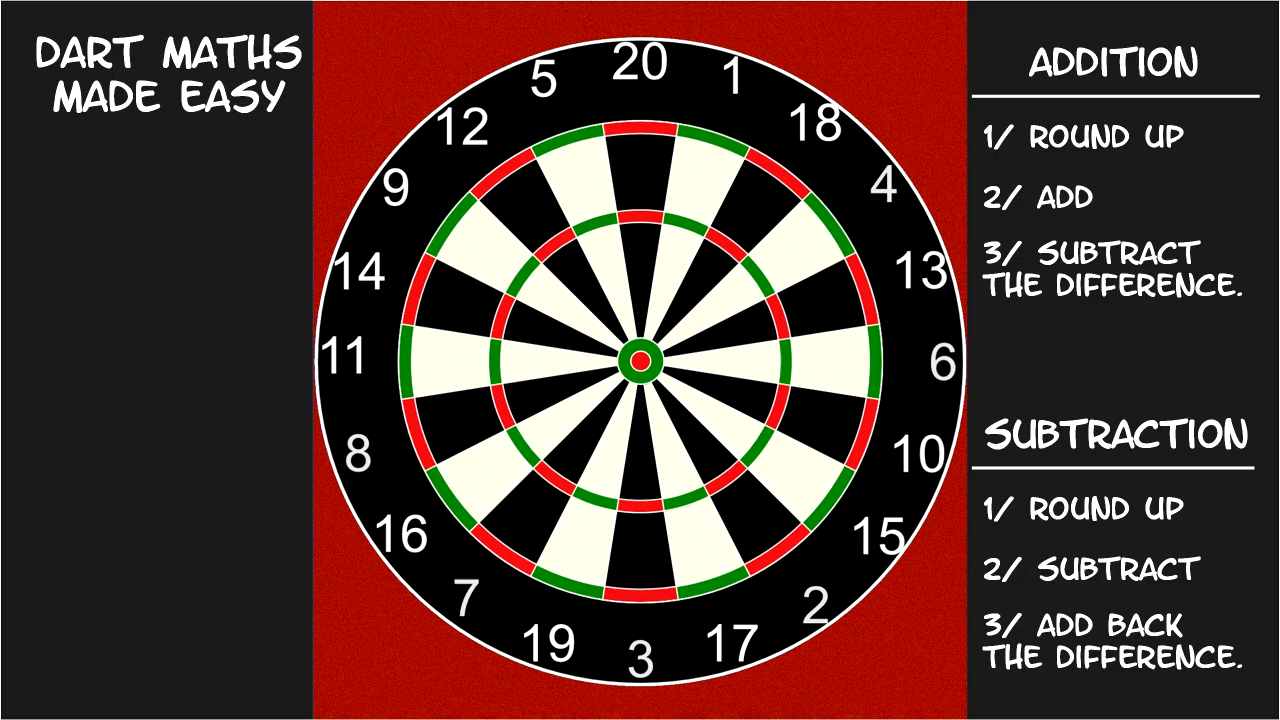 DART MATHS
MADE EASY
20
1
18
4
13
6
10
15
2
17
3
19
7
16
8
11
14
9
12
5
ADDITION
1/ ROUND UP
2/ ADD
3/ SUBTRACT
THE DIFFERENCE.
SUBTRACTION
1/ ROUND UP
2/ SUBTRACT
3/ ADD BACK
THE DIFFERENCE.